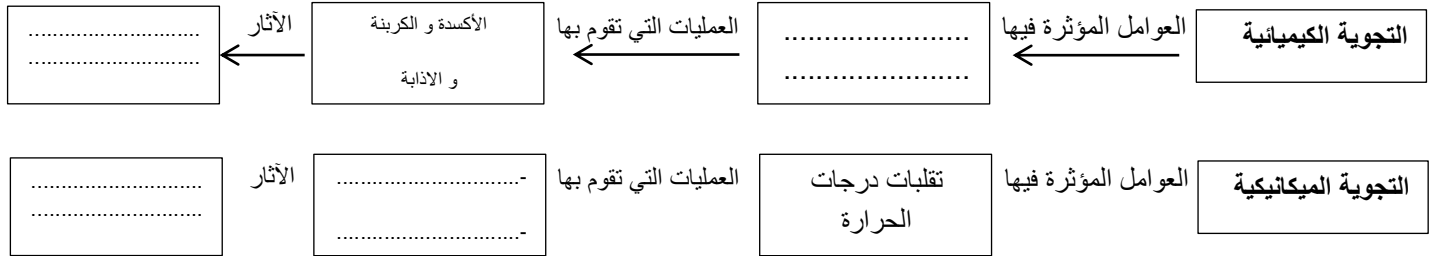 التجوية الكيميائية
العوامل المؤثرة فيها
.......................
.......................
العمليات التي تقوم بها
الأكسدة و الكربنة
و الاذابة
الآثار
............................
............................
التجوية الميكانيكية
العوامل المؤثرة فيها
تقلبات درجات
الحرارة
العمليات التي تقوم بها
-..............................
-..............................
الآثار
............................
............................